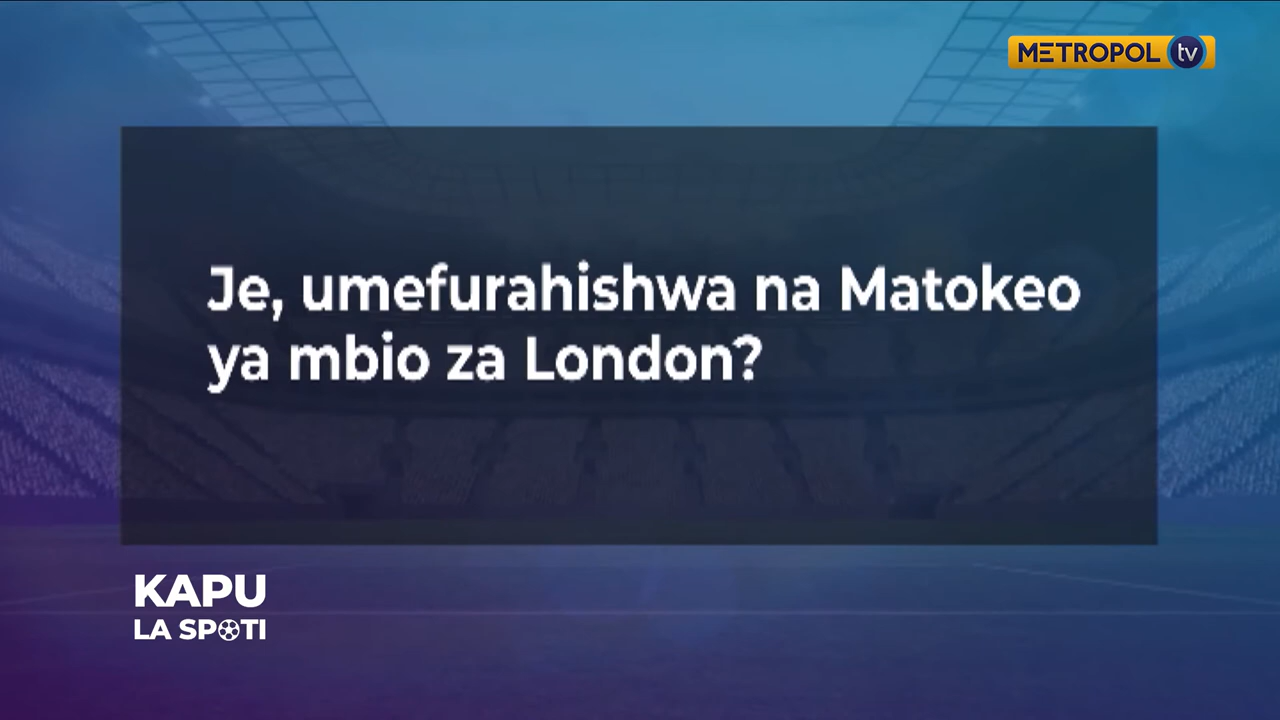 METROPOL tv
Je, umefurahishwa na Matokeo
ya mbio za London?
KAPU
LA SPOTI